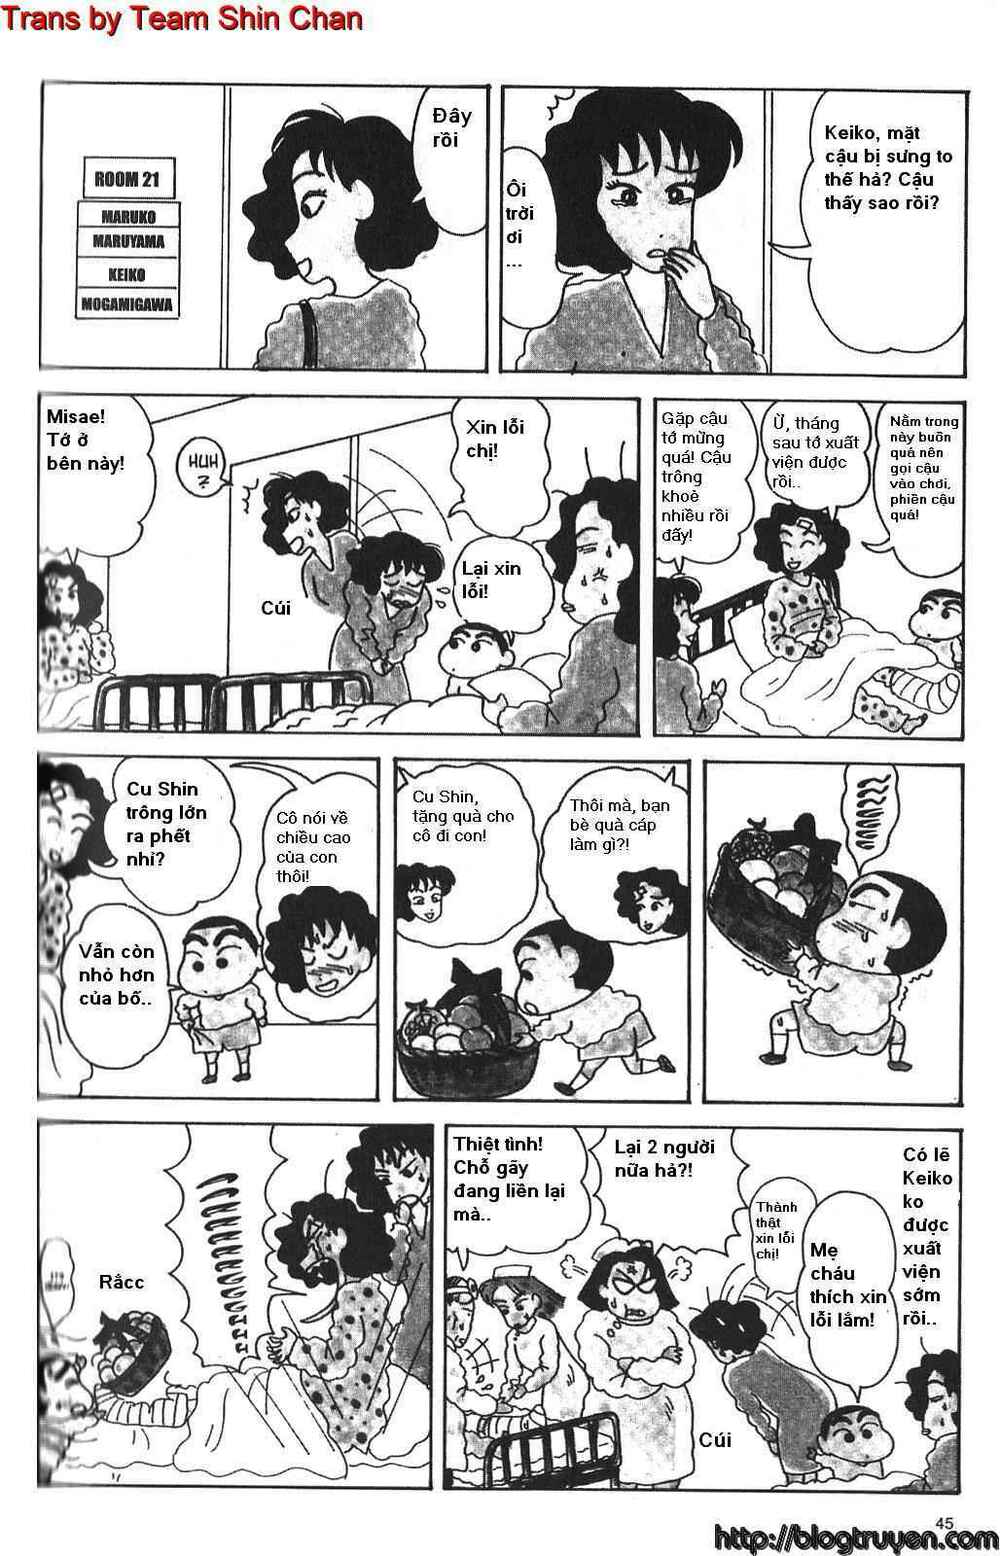 Trans by Team Shin Chan
ROOM 21
MARUKO
MARUYAMA
KEIKO
MOGAMIGAWA
Đây
rồi
Ôi
trời
ơi
...
Keiko, mặt
cậu bị sưng to
thế hả? Cậu
thấy sao rồi?
Misae!
Tớ ở
bên này!
HUH
?
Cúi
Xin lỗi
chị!
Lại xin
lỗi!
Gặp cậu
tớ mừng
quá! Cậu
trông
khoẻ
nhiều rồi
đấy!
Ừ, tháng
sau tớ xuất
viện được
rồi..
Nằm trong
này buồn
quá nên
gọi cậu
vào chơi,
phiền cậu
quá!
Cu Shin
trông lớn
ra phết
nhỉ?
Vẫn còn
nhỏ hơn
của bố..
Cô nói về
chiều cao
của con
thôi!
Cu Shin,
tặng quà cho
cô đi con!
Thôi mà, bạn
bè quà cáp
làm gì?!
Rắcc
Thiệt tình!
Chỗ gãy
đang liền lại
mà..
Lại 2 người
nữa hả?!
Thành
thật
xin lỗi
chị!
Cúi
Mẹ
cháu
thích xin
lỗi lắm!
Có lẽ
Keiko
ko
được
xuất
viện
sớm
rồi..
45
http://blogtruyen.com